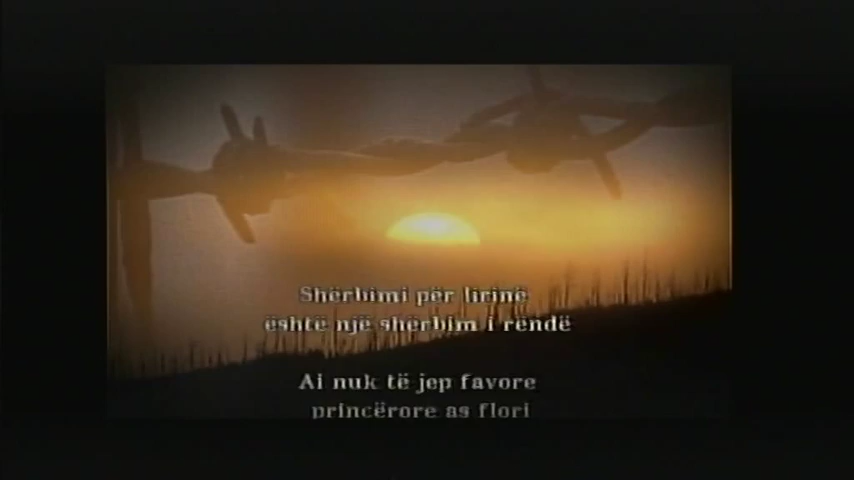 Shërbimi për lirinë
është një shërbim i rëndë
Ai nuk të jep favore
princërore as flori